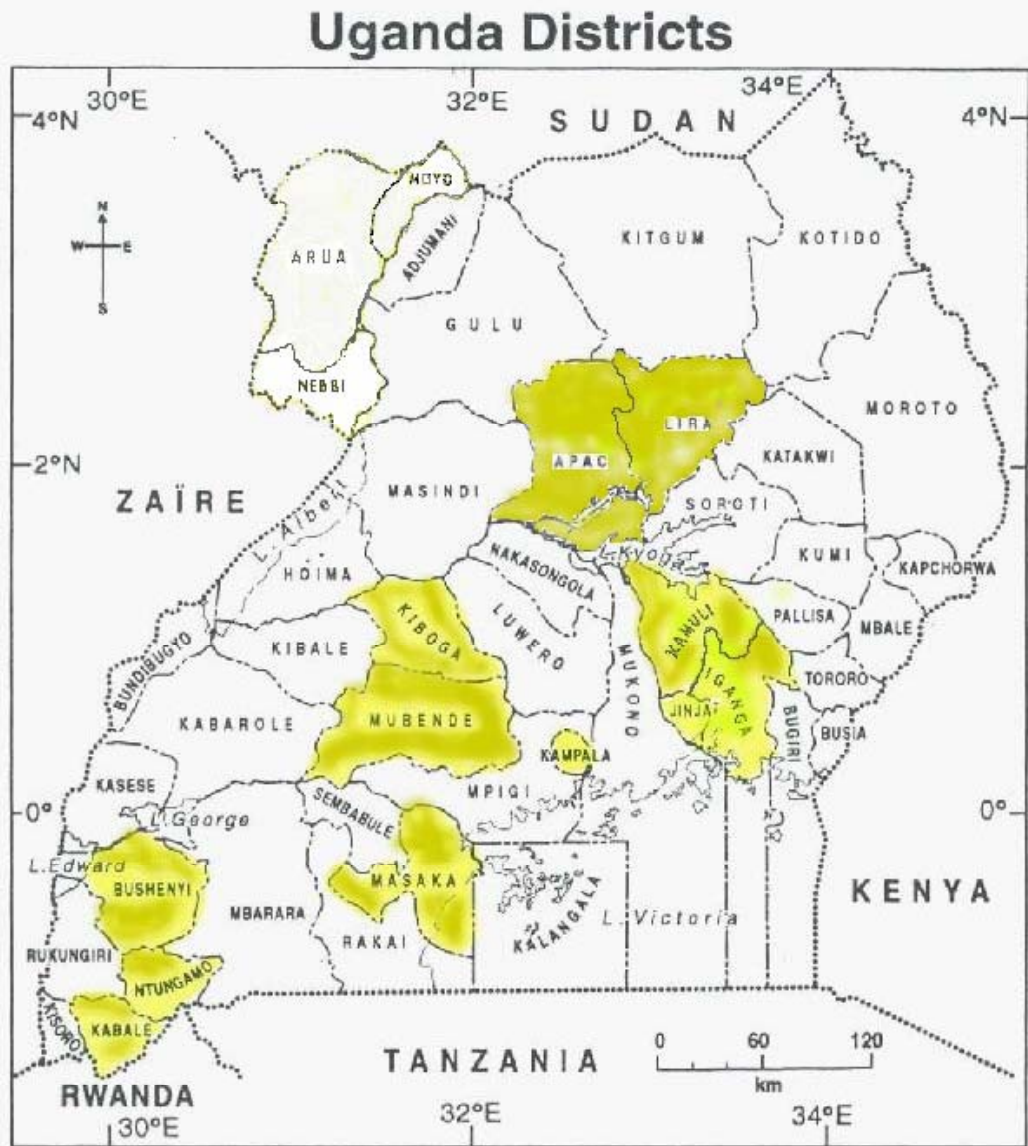 Uganda Districts
30°E
32°E
34°E
4°N
4°N
SUDAN
MOYO
N
W E
S
ARUA
ADJUMANI
KITGUM
KOTIDO
GULU
NEBBI
MOROTO
LIRA
APAC
KATAKWI
2°N
ZAÏRE
MASINDI
L. Albert
SOROTI
HOIMA
NAKASONGOLA
L.Kyoga
KUMI
KAPCHORWA
KIBOGA
LUWERO
KAMULI
PALLISA
MBALE
KIBALE
BUNDIBUGYO
MUKONO
IGANGA
TORORO
KABAROLE
MUBENDE
JINJA
BUGIRI
BUSIA
KAMPALA
KASESE
MPIGI
0°
0°
L.George
SEMBABULE
L.Edward
BUSHENYI
MASAKA
KENYA
MBARARA
KALANGALA
L. Victoria
RAKAI
RUKUNGIRI
NTUNGAMO
KISORO
KABALE
TANZANIA
0 60 120
km
RWANDA
30°E
32°E
34°E